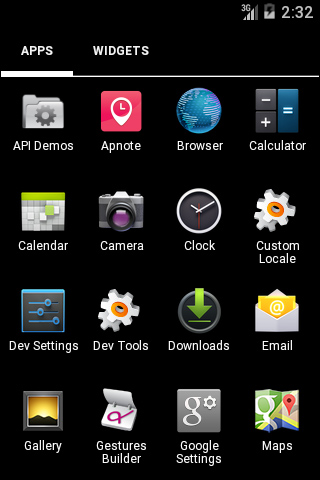 3G 2:32
APPS WIDGETS
API Demos Apnote Browser Calculator
Calendar Camera Clock Custom Locale
Dev Settings Dev Tools Downloads Email
Gallery Gestures Builder Google Settings Maps